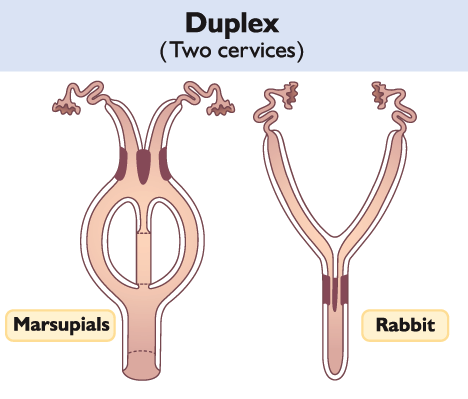 Duplex
(Two cervices)
Marsupials
Rabbit